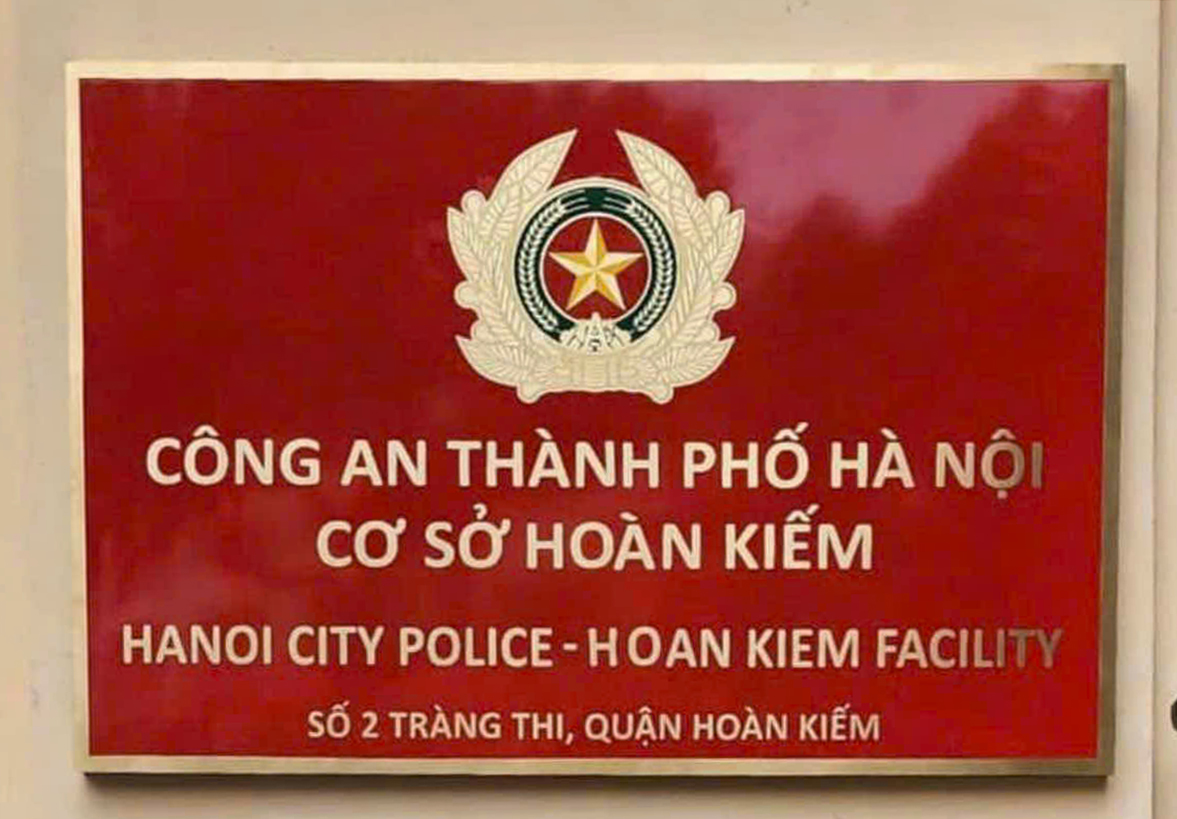 CÔNG AN THÀNH PHỐ HÀ NỘI
CƠ SỞ HOÀN KIẾM
HANOI CITY POLICE - HOAN KIEM FACILITY
SỐ 2 TRÀNG THI, QUẬN HOÀN KIẾM